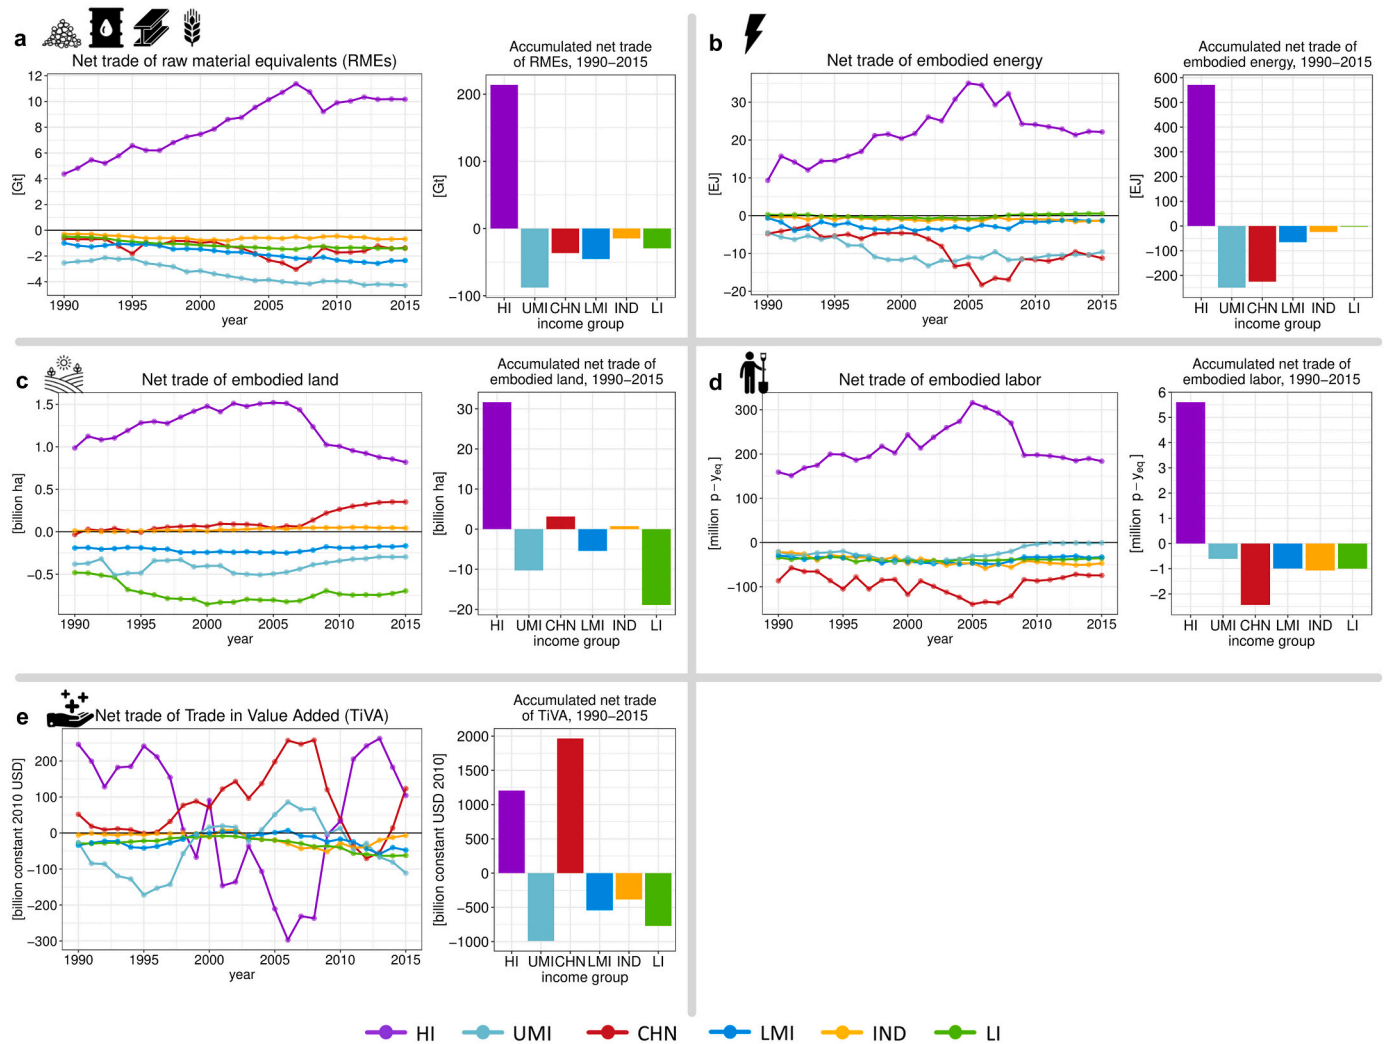 a
Net trade of raw material equivalents (RMEs)
[Gt]
12
10
8
6
4
2
0
−2
−4
1990 1995 2000 2005 2010 2015
year
Accumulated net trade
of RMEs, 1990−2015
[Gt]
200
100
0
−100
HI UMI CHN LMI IND LI
income group
b
Net trade of embodied energy
[EJ]
30
20
10
0
−10
−20
1990 1995 2000 2005 2010 2015
year
Accumulated net trade of
embodied energy, 1990−2015
[EJ]
600
500
400
300
200
100
0
−100
−200
HI UMI CHN LMI IND LI
income group
c
Net trade of embodied land
[billion ha]
1.5
1.0
0.5
0.0
−0.5
1990 1995 2000 2005 2010 2015
year
Accumulated net trade of
embodied land, 1990−2015
[billion ha]
30
20
10
0
−10
−20
HI UMI CHN LMI IND LI
income group
d
Net trade of embodied labor
[milion p − yeq ]
300
200
100
0
−100
1990 1995 2000 2005 2010 2015
year
Accumulated net trade of
embodied labor, 1990−2015
[milion p − yeq ]
6
5
4
3
2
1
0
−1
−2
HI UMI CHN LMI IND LI
income group
e
Net trade of Trade in Value Added (TiVA)
[billion constant 2010 USD]
200
100
0
−100
−200
−300
1990 1995 2000 2005 2010 2015
year
Accumulated net trade
of TiVA, 1990−2015
[billion constant USD 2010]
2000
1500
1000
500
0
−500
−1000
HI UMI CHN LMI IND LI
income group
HI UMI CHN LMI IND LI